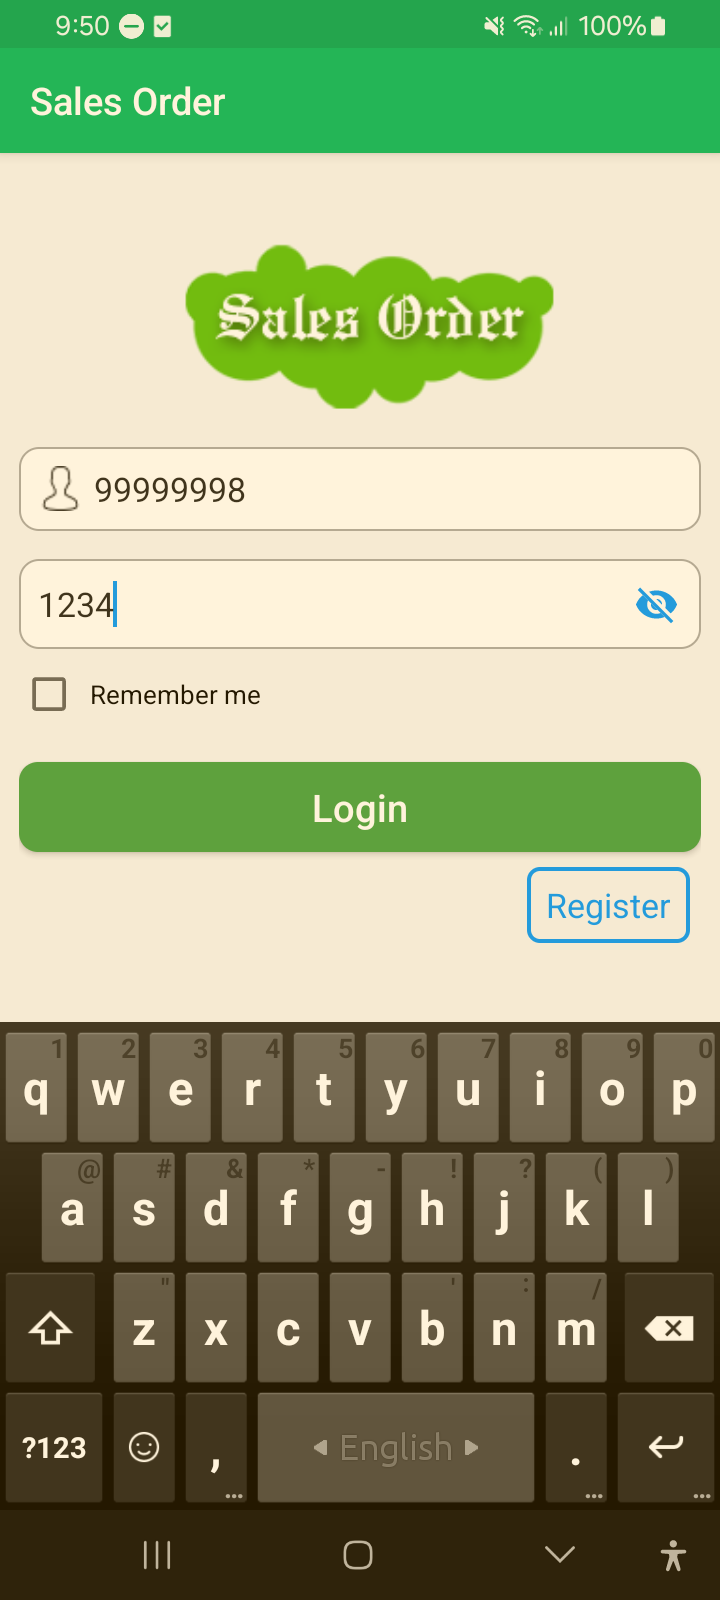 9:50 100%
Sales Order
Sales Order
99999998
1234
Remember me
Login
Register
1 2 3 4 5 6 7 8 9 0
q w e r t y u i o p
@ # & * - ! ? ( )
a s d f g h j k l
" ' : /
z x c v b n m
?123 , English .